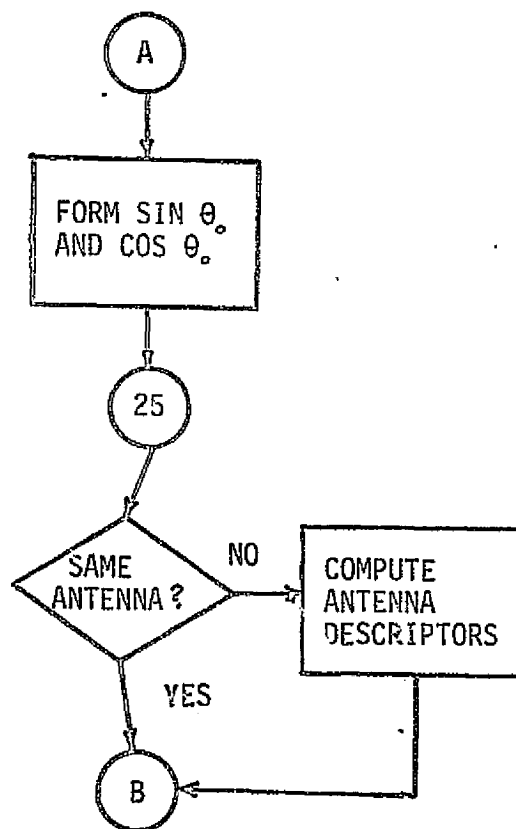 A
FORM SIN θ₀
AND COS θ₀
25
SAME
ANTENNA?
NO
COMPUTE
ANTENNA
DESCRIPTORS
YES
B